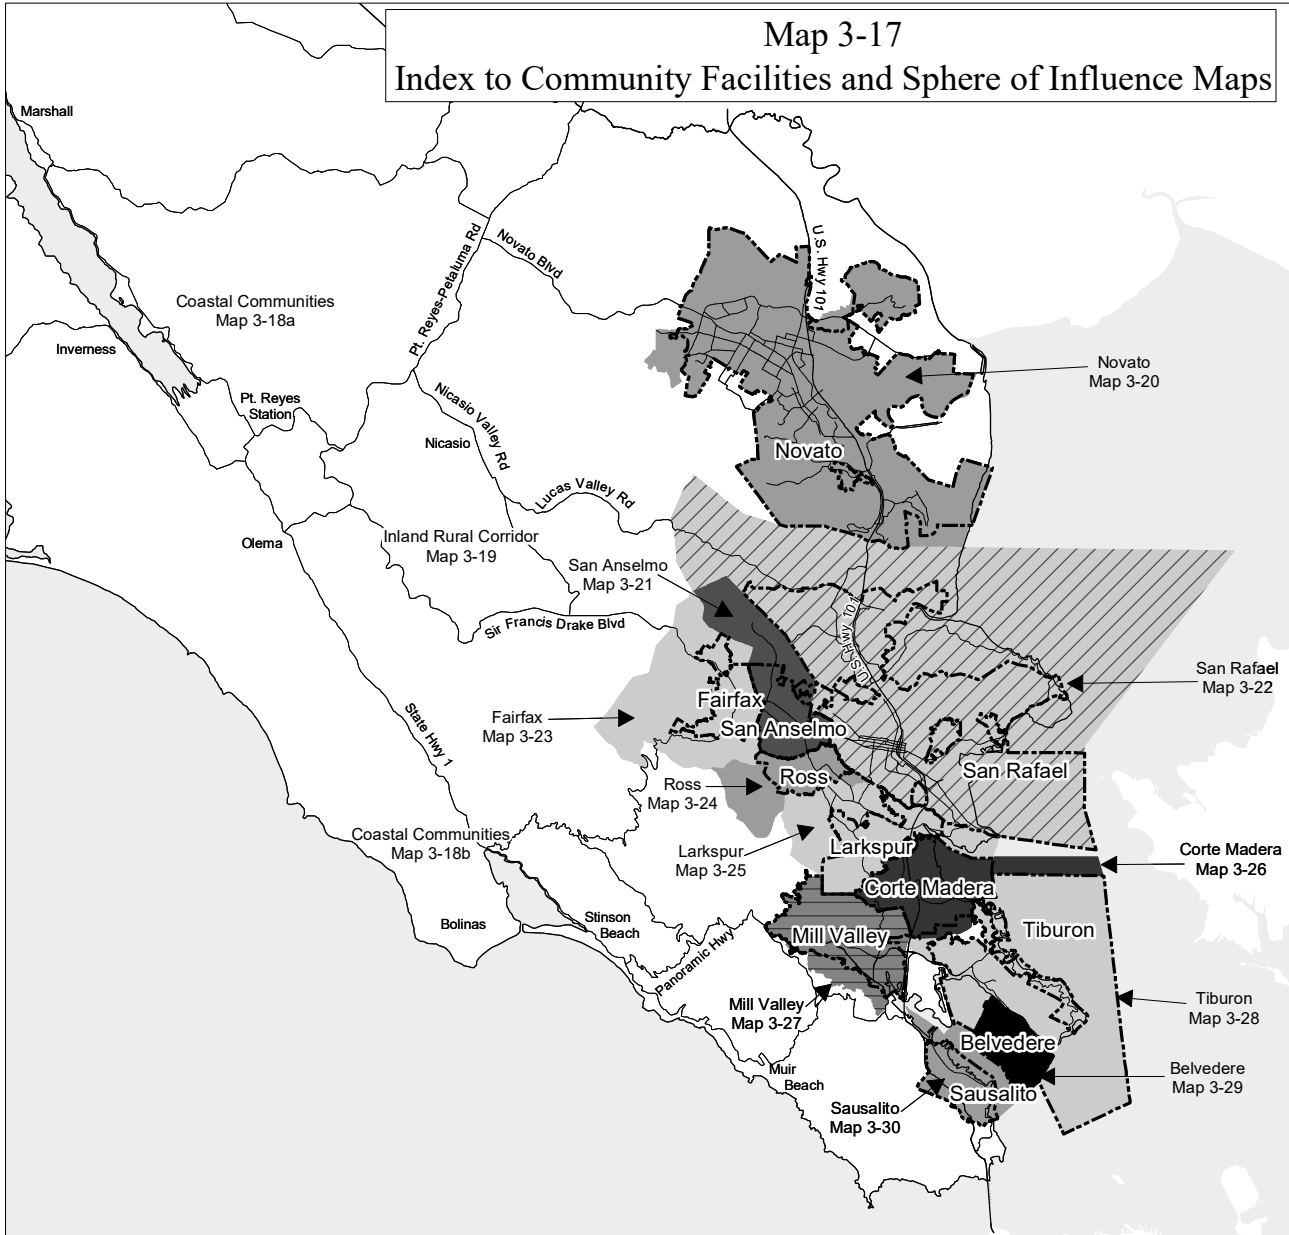 Map 3-17
Index to Community Facilities and Sphere of Influence Maps
Marshall
U.S. Hwy 101
Pt. Reyes-Petaluma Rd
Novato Blvd
Coastal Communities
Map 3-18a
Inverness
Novato
Map 3-20
Pt. Reyes
Station
Nicasio Valley Rd
Nicasio
Novato
Lucas Valley Rd
Olema
Inland Rural Corridor
Map 3-19
San Anselmo
Map 3-21
Sir Francis Drake Blvd
U.S. Hwy 101
San Rafael
Map 3-22
Fairfax
State Hwy 1
Fairfax
Map 3-23
San Anselmo
San Rafael
Ross
Ross
Map 3-24
Coastal Communities
Map 3-18b
Larkspur
Larkspur
Map 3-25
Corte Madera
Map 3-26
Corte Madera
Bolinas
Stinson
Beach
Panoramic Hwy
Mill Valley
Tiburon
Mill Valley
Map 3-27
Tiburon
Map 3-28
Belvedere
Muir
Beach
Belvedere
Map 3-29
Sausalito
Sausalito
Map 3-30